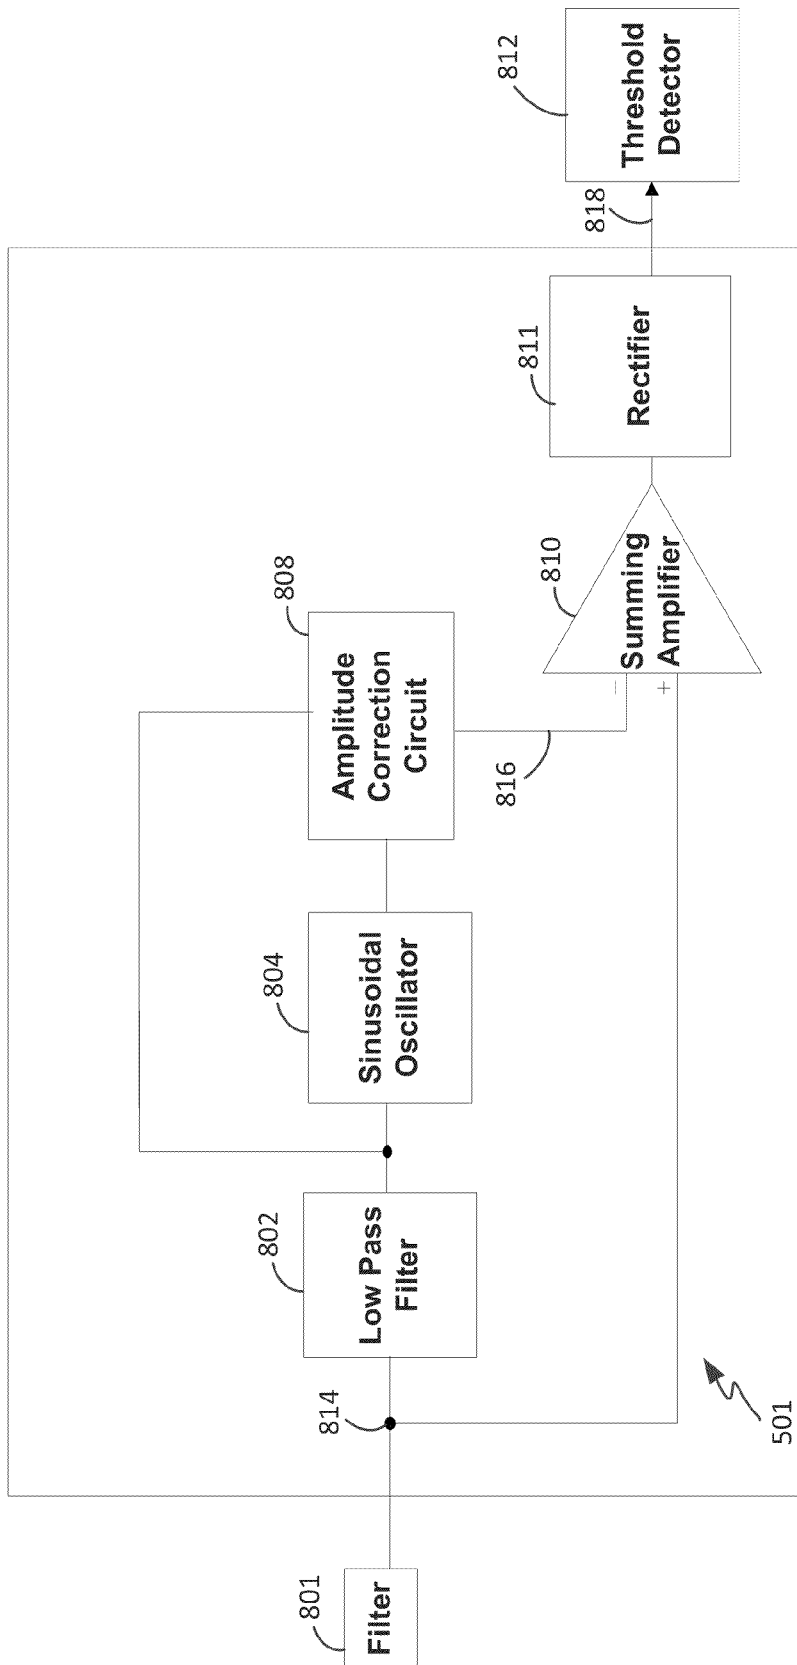 801
Filter
814
802
Low Pass
Filter
804
Sinusoidal
Oscillator
808
Amplitude
Correction
Circuit
816
810
−
+
Summing
Amplifier
811
Rectifier
818
812
Threshold
Detector
501